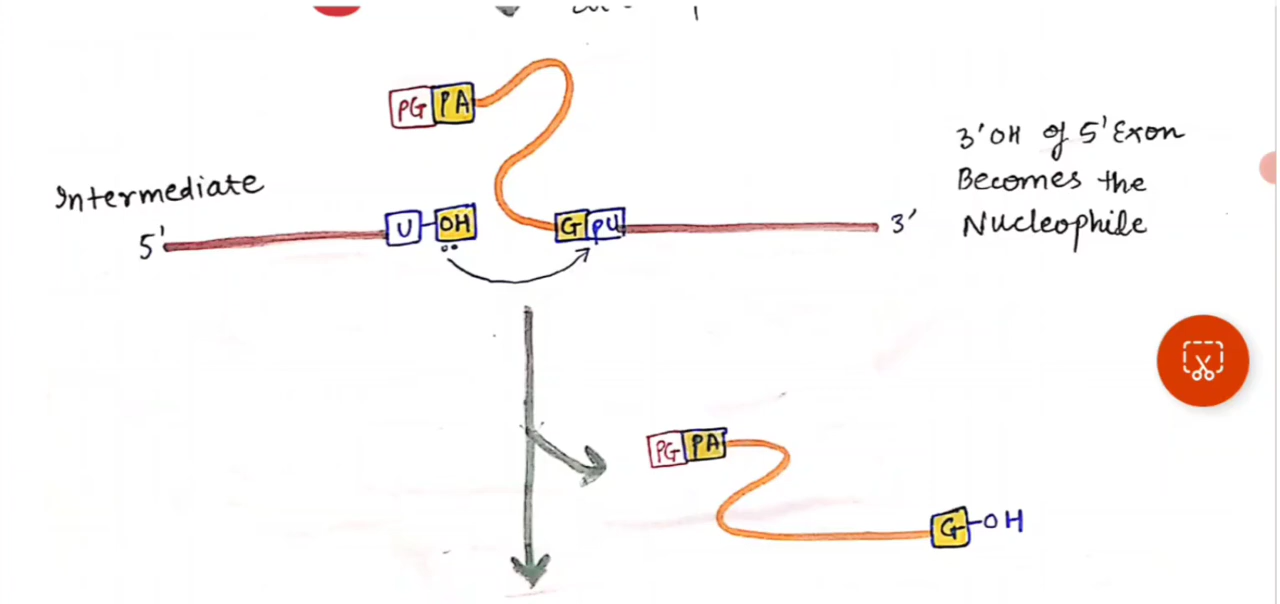 PG PA
3'OH of 5' Exon
Becomes the
Nucleophile
Intermediate
5' U-OH G pU 3'
PG PA
G-OH